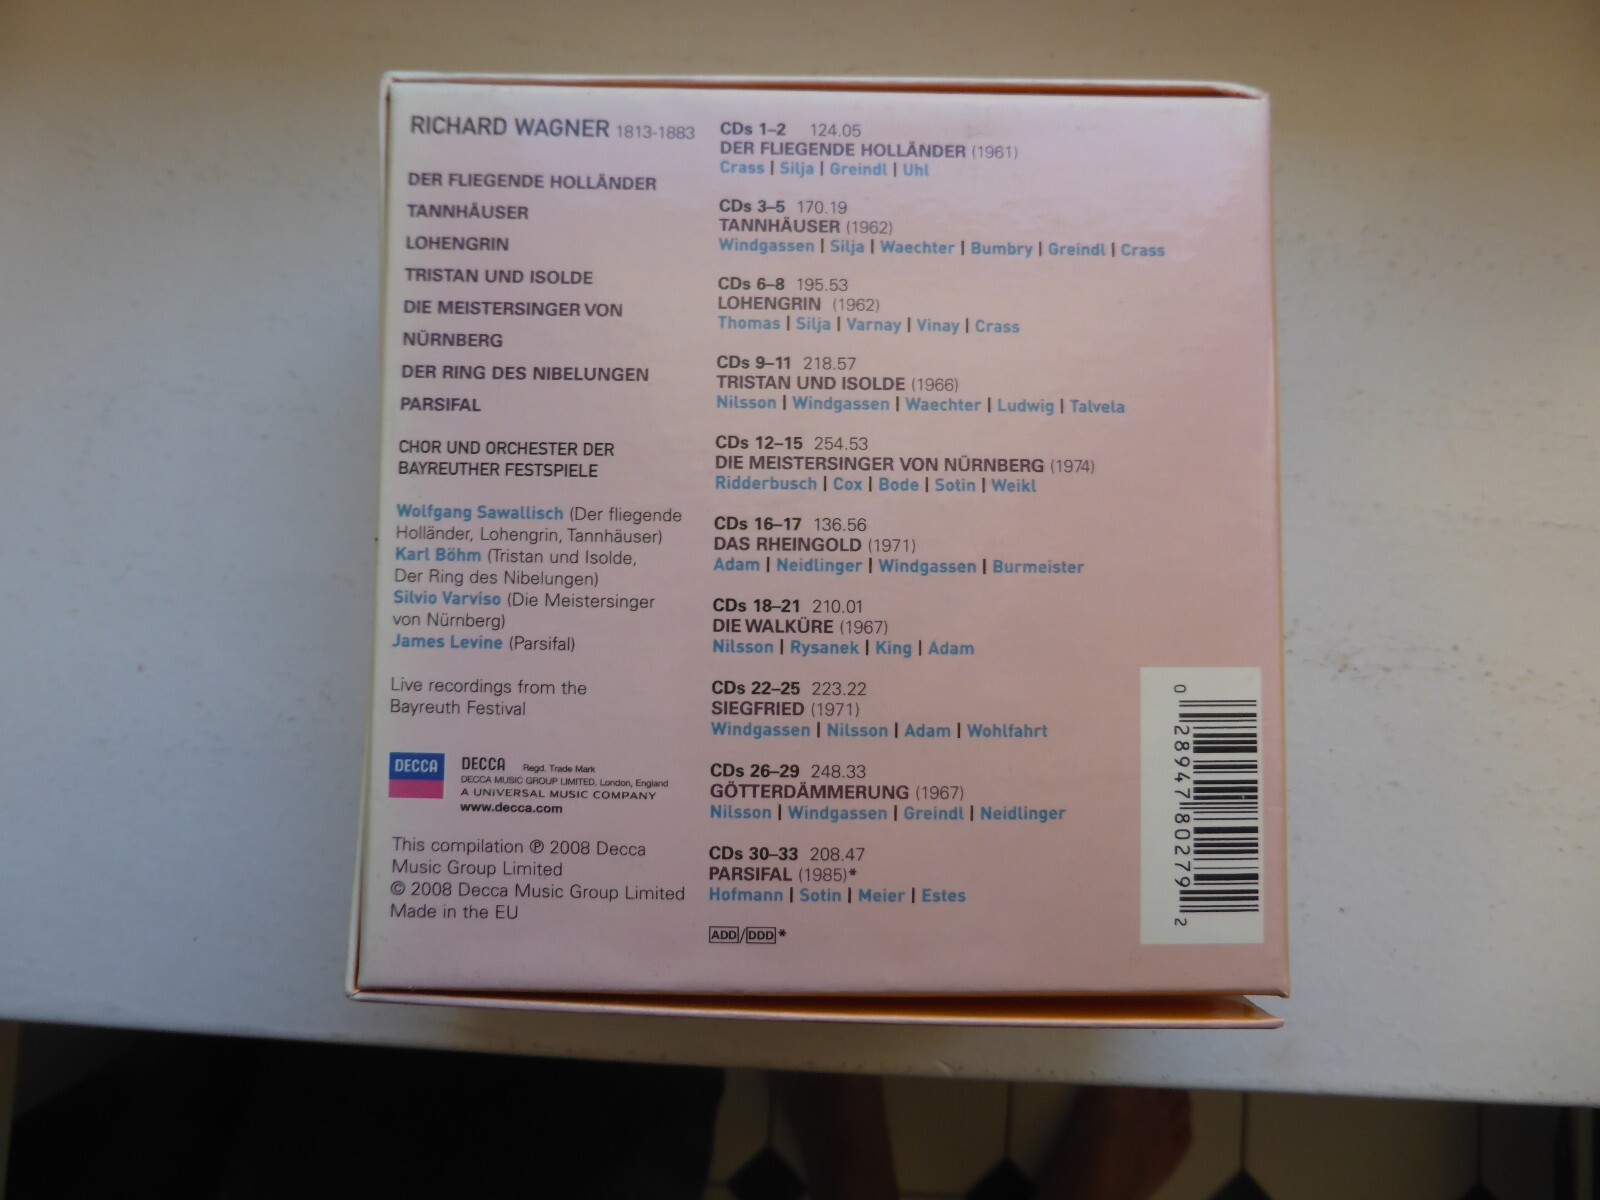 RICHARD WAGNER 1813-1883
DER FLIEGENDE HOLLÄNDER
TANNHÄUSER
LOHENGRIN
TRISTAN UND ISOLDE
DIE MEISTERSINGER VON
NÜRNBERG
DER RING DES NIBELUNGEN
PARSIFAL
CHOR UND ORCHESTER DER
BAYREUTHER FESTSPIELE
Wolfgang Sawallisch (Der fliegende
Holländer, Lohengrin, Tannhäuser)
Karl Böhm (Tristan und Isolde,
Der Ring des Nibelungen)
Silvio Varviso (Die Meistersinger
von Nürnberg)
James Levine (Parsifal)
Live recordings from the
Bayreuth Festival
DECCA
DECCA Regd. Trade Mark
DECCA MUSIC GROUP LIMITED, London, England
A UNIVERSAL MUSIC COMPANY
www.decca.com
This compilation ℗ 2008 Decca
Music Group Limited
© 2008 Decca Music Group Limited
Made in the EU
CDs 1–2 124.05
DER FLIEGENDE HOLLÄNDER (1961)
Crass | Silja | Greindl | Uhl
CDs 3–5 170.19
TANNHÄUSER (1962)
Windgassen | Silja | Waechter | Bumbry | Greindl | Crass
CDs 6–8 195.53
LOHENGRIN (1962)
Thomas | Silja | Varnay | Vinay | Crass
CDs 9–11 218.57
TRISTAN UND ISOLDE (1966)
Nilsson | Windgassen | Waechter | Ludwig | Talvela
CDs 12–15 254.53
DIE MEISTERSINGER VON NÜRNBERG (1974)
Ridderbusch | Cox | Bode | Sotin | Weikl
CDs 16–17 136.56
DAS RHEINGOLD (1971)
Adam | Neidlinger | Windgassen | Burmeister
CDs 18–21 210.01
DIE WALKÜRE (1967)
Nilsson | Rysanek | King | Adam
CDs 22–25 223.22
SIEGFRIED (1971)
Windgassen | Nilsson | Adam | Wohlfahrt
CDs 26–29 248.33
GÖTTERDÄMMERUNG (1967)
Nilsson | Windgassen | Greindl | Neidlinger
CDs 30–33 208.47
PARSIFAL (1985)*
Hofmann | Sotin | Meier | Estes
ADD/DDD*
0 28947 80279 2